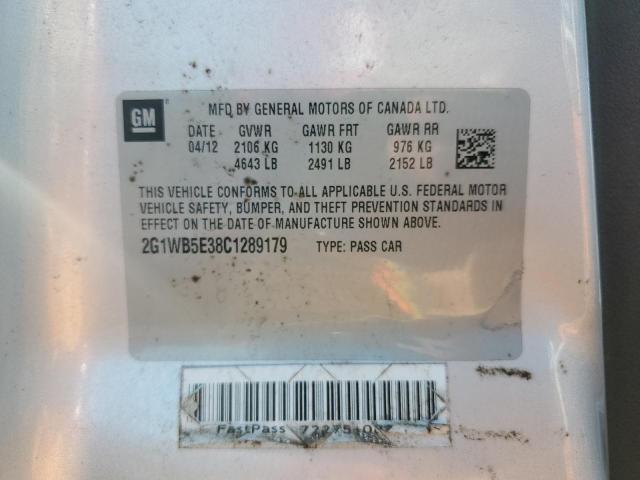 GM
MFD BY GENERAL MOTORS OF CANADA LTD.
DATE GVWR GAWR FRT GAWR RR
04/12 2106 KG 1130 KG 976 KG
4643 LB 2491 LB 2152 LB
THIS VEHICLE CONFORMS TO ALL APPLICABLE U.S. FEDERAL MOTOR
VEHICLE SAFETY, BUMPER, AND THEFT PREVENTION STANDARDS IN
EFFECT ON THE DATE OF MANUFACTURE SHOWN ABOVE.
2G1WB5E38C1289179 TYPE: PASS CAR
FastPass